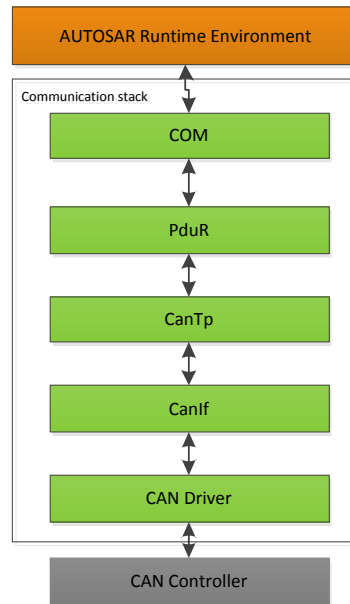 AUTOSAR Runtime Environment
Communication stack
COM
PduR
CanTp
CanIf
CAN Driver
CAN Controller